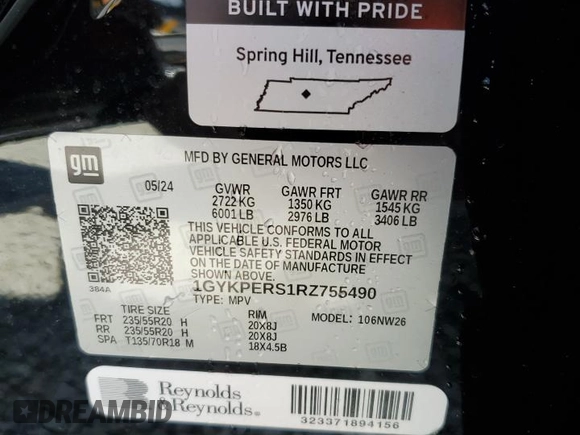 BUILT WITH PRIDE
Spring Hill, Tennessee
gm
MFD BY GENERAL MOTORS LLC
05/24
GVWR GAWR FRT GAWR RR
2722 KG 1350 KG 1545 KG
6001 LB 2976 LB 3406 LB
THIS VEHICLE CONFORMS TO ALL
APPLICABLE U.S. FEDERAL MOTOR
VEHICLE SAFETY STANDARDS IN EFFECT
ON THE DATE OF MANUFACTURE
SHOWN ABOVE
384A
1GYKPERS1RZ755490
TYPE: MPV
TIRE SIZE RIM 106NW26
FRT 235/55R20 H 20X8J
RR 235/55R20 H 20X8J
SPA T135/70R18 M 18X4.5B
Reynolds
& Reynolds®
323371894156
DREAMBID